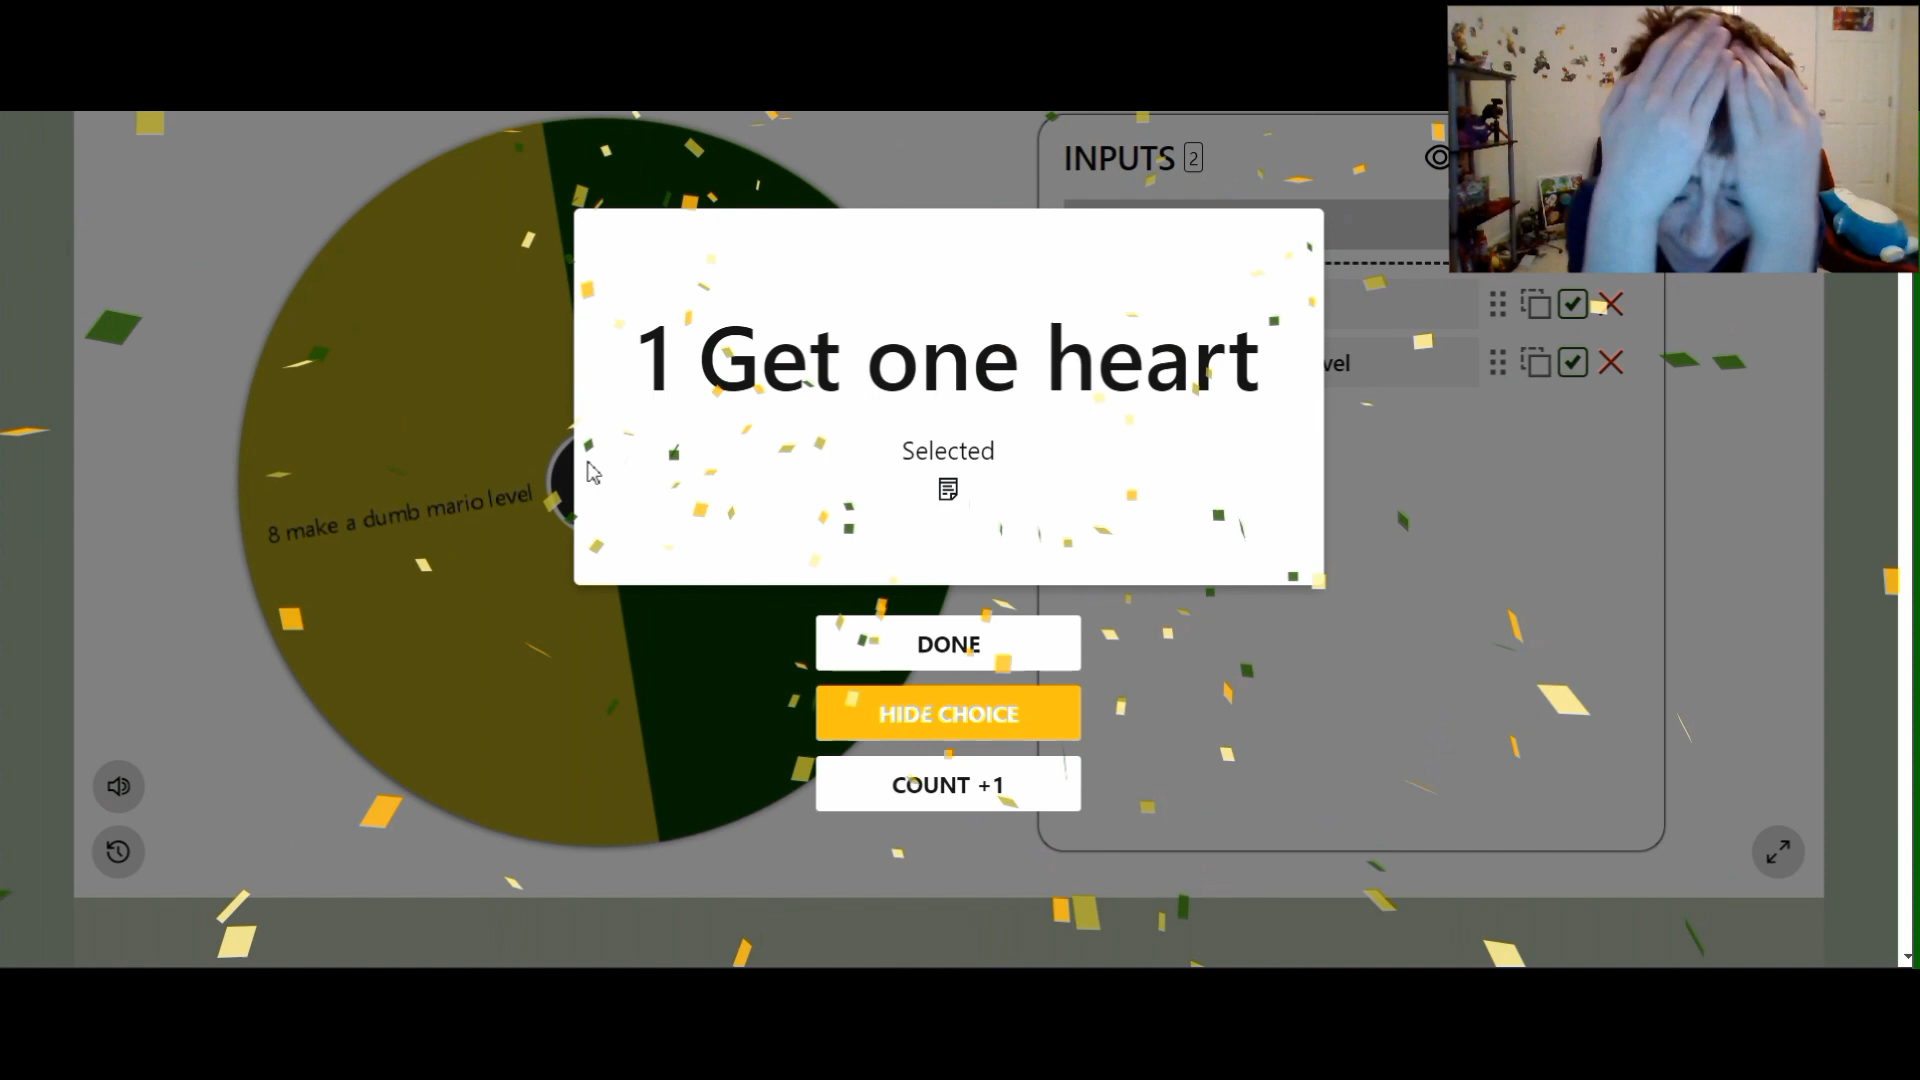 INPUTS 2
1 Get one heart
vel
Selected
8 make a dumb mario level
DONE
HIDE CHOICE
COUNT +1